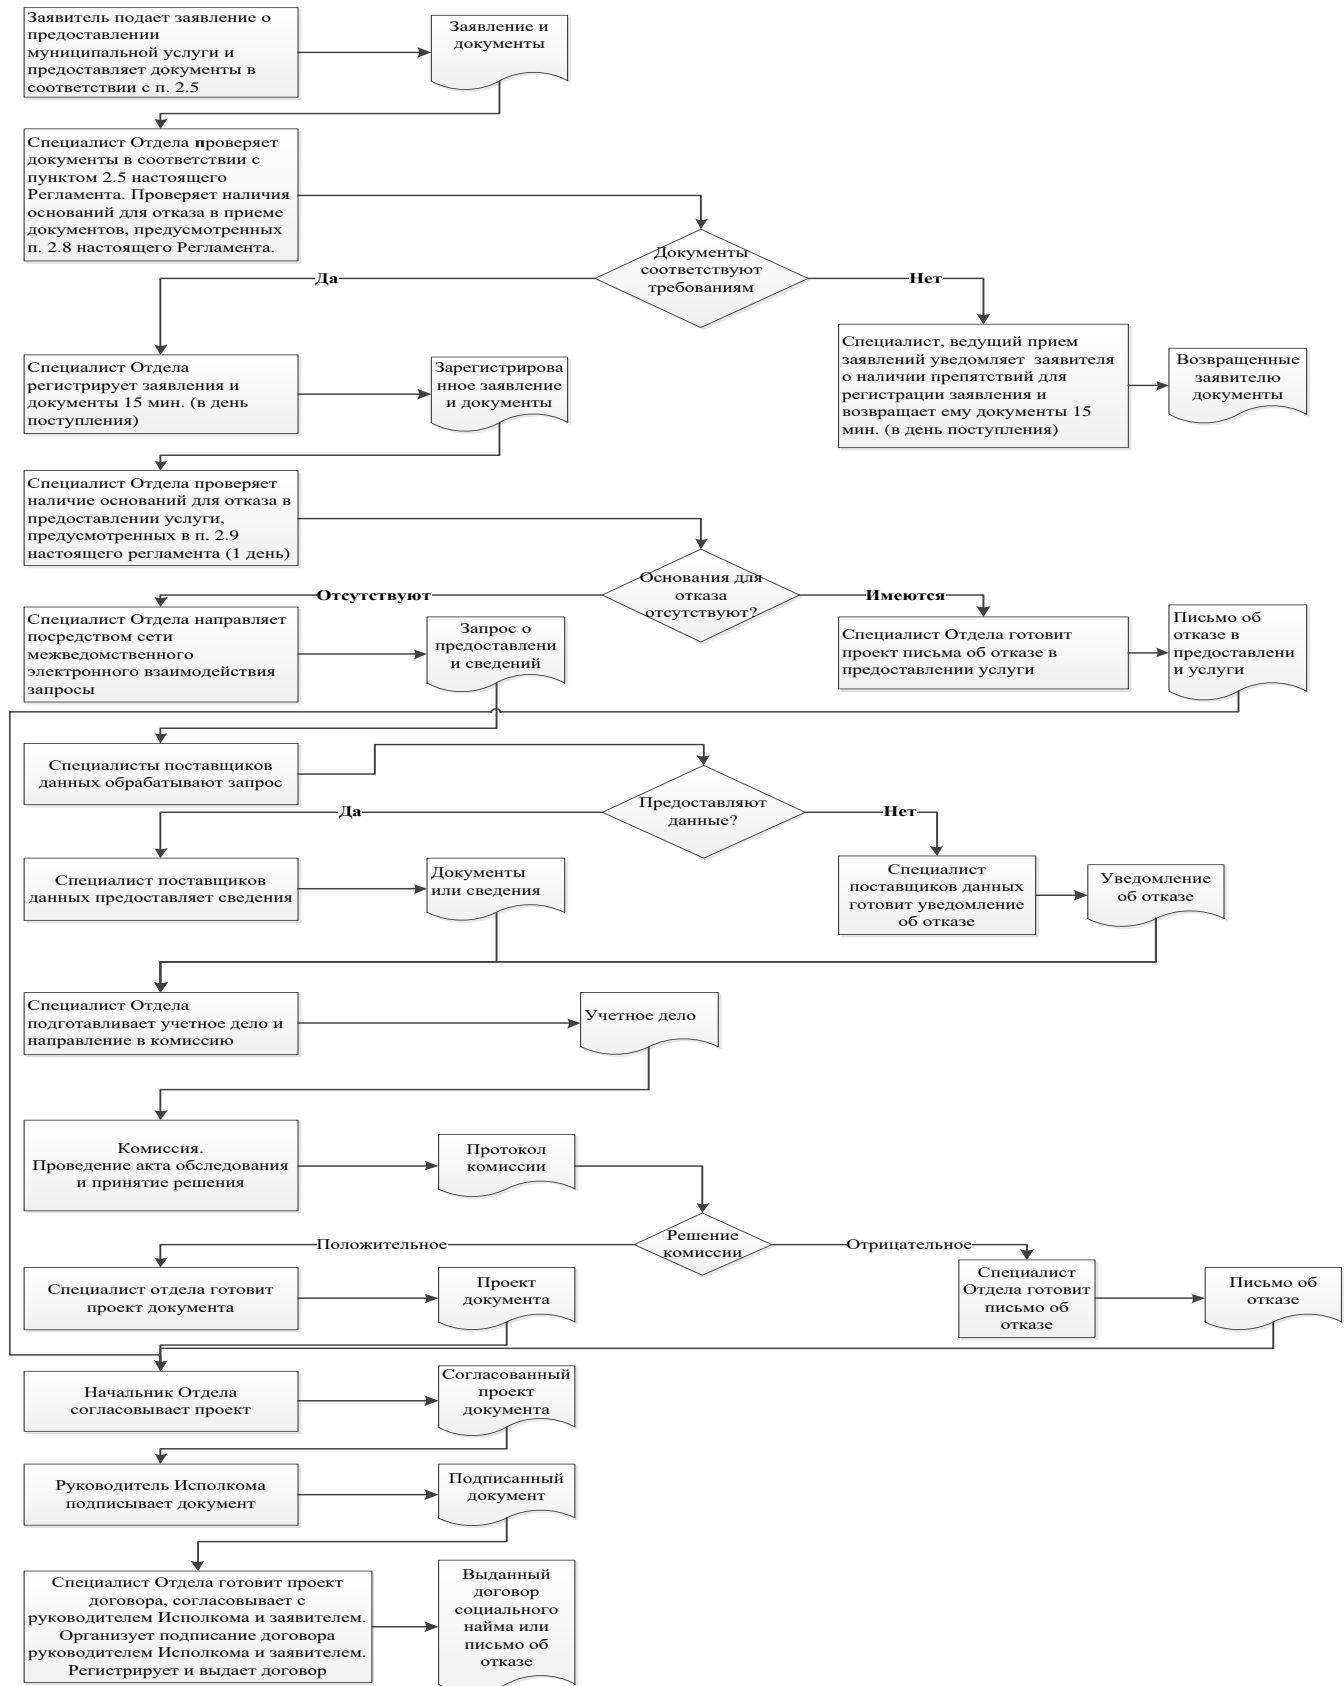 Заявитель подает заявление о
предоставлении
муниципальной услуги и
предоставляет документы в
соответствии с п. 2.5
Заявление и
документы
Специалист Отдела проверяет
документы в соответствии с
пунктом 2.5 настоящего
Регламента. Проверяет наличия
оснований для отказа в приеме
документов, предусмотренных
п. 2.8 настоящего Регламента.
Документы
соответствуют
требованиям
Да
Нет
Специалист Отдела
регистрирует заявления и
документы 15 мин. (в день
поступления)
Зарегистрирова
нное заявление
и документы
Специалист, ведущий прием
заявлений уведомляет заявителя
о наличии препятствий для
регистрации заявления и
возвращает ему документы 15
мин. (в день поступления)
Возвращенные
заявителю
документы
Специалист Отдела проверяет
наличие оснований для отказа в
предоставлении услуги,
предусмотренных в п. 2.9
настоящего регламента (1 день)
Основания для
отказа
отсутствуют?
Отсутствуют
Имеются
Специалист Отдела направляет
посредством сети
межведомственного
электронного взаимодействия
запросы
Запрос о
предоставлени
и сведений
Специалист Отдела готовит
проект письма об отказе в
предоставлении услуги
Письмо об
отказе в
предоставлени
и услуги
Специалисты поставщиков
данных обрабатывают запрос
Предоставляют
данные?
Да
Нет
Специалист поставщиков
данных предоставляет сведения
Документы
или сведения
Специалист
поставщиков данных
готовит уведомление
об отказе
Уведомление
об отказе
Специалист Отдела
подготавливает учетное дело и
направление в комиссию
Учетное дело
Комиссия.
Проведение акта обследования
и принятие решения
Протокол
комиссии
Решение
комиссии
Положительное
Отрицательное
Специалист отдела готовит
проект документа
Проект
документа
Специалист
Отдела готовит
письмо об
отказе
Письмо об
отказе
Начальник Отдела
согласовывает проект
Согласованный
проект
документа
Руководитель Исполкома
подписывает документ
Подписанный
документ
Специалист Отдела готовит проект
договора, согласовывает с
руководителем Исполкома и заявителем.
Организует подписание договора
руководителем Исполкома и заявителем.
Регистрирует и выдает договор
Выданный
договор
социального
найма или
письмо об
отказе